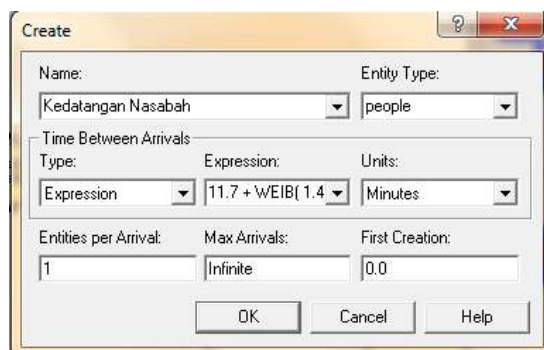 Create
Name: Entity Type:
Kedatangan Nasabah people
Time Between Arrivals
Type: Expression: Units:
Expression 11.7 + WEIB( 1.4 Minutes
Entities per Arrival: Max Arrivals: First Creation:
1 Infinite 0.0
OK Cancel Help